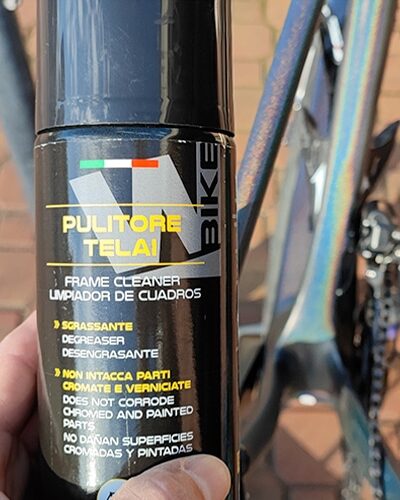 BIKE
PULITORE
TELAI
FRAME CLEANER
LIMPIADOR DE CUADROS
» SGRASSANTE
DEGREASER
DESENGRASANTE
» NON INTACCA PARTI
CROMATE E VERNICIATE
DOES NOT CORRODE
CHROMED AND PAINTED
PARTS
NO DAÑAN SUPERFICIES
CROMADAS Y PINTADAS